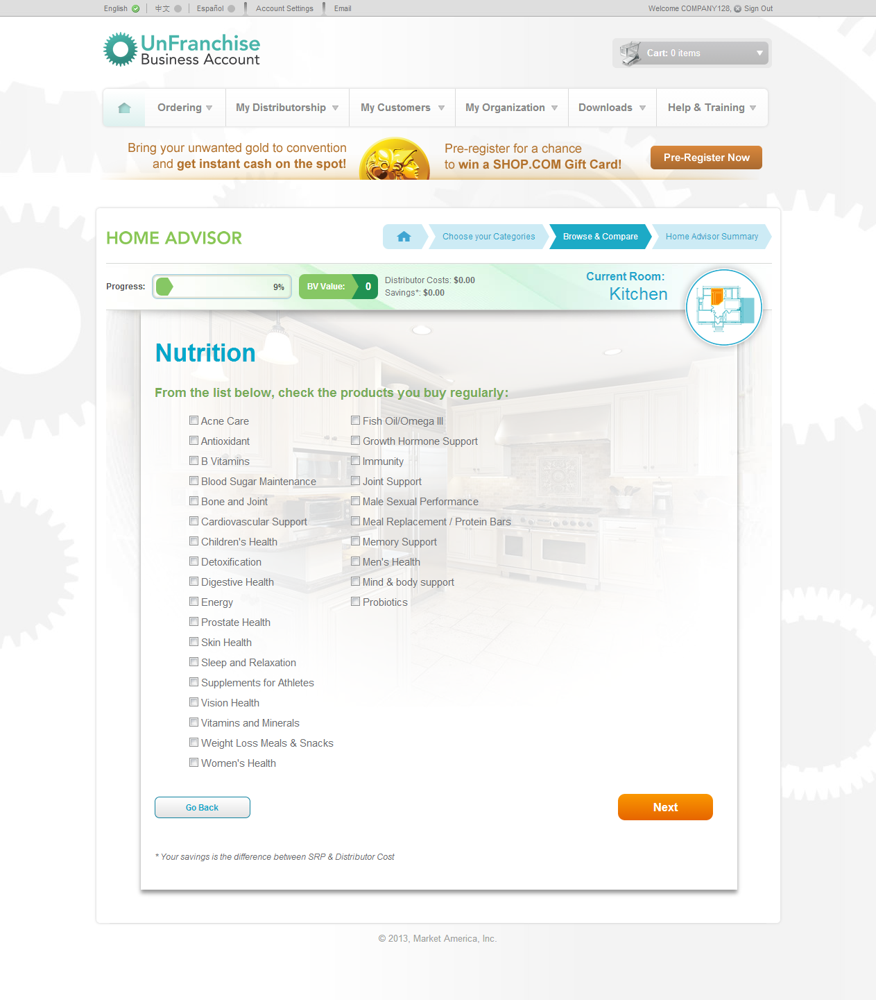 English 中文 Español Account Settings Email Welcome COMPANY128, Sign Out
UnFranchise
Business Account
Cart: 0 items
Ordering My Distributorship My Customers My Organization Downloads Help & Training
Bring your unwanted gold to convention
and get instant cash on the spot!
Pre-register for a chance
to win a SHOP.COM Gift Card!
Pre-Register Now
HOME ADVISOR
Choose your Categories Browse & Compare Home Advisor Summary
Progress: 9% BV Value: 0
Distributor Costs: $0.00
Savings*: $0.00
Current Room:
Kitchen
Nutrition
From the list below, check the products you buy regularly:
Acne Care
Antioxidant
B Vitamins
Blood Sugar Maintenance
Bone and Joint
Cardiovascular Support
Children's Health
Detoxification
Digestive Health
Energy
Prostate Health
Skin Health
Sleep and Relaxation
Supplements for Athletes
Vision Health
Vitamins and Minerals
Weight Loss Meals & Snacks
Women's Health
Fish Oil/Omega III
Growth Hormone Support
Immunity
Joint Support
Male Sexual Performance
Meal Replacement / Protein Bars
Memory Support
Men's Health
Mind & body support
Probiotics
Go Back
Next
* Your savings is the difference between SRP & Distributor Cost
© 2013, Market America, Inc.